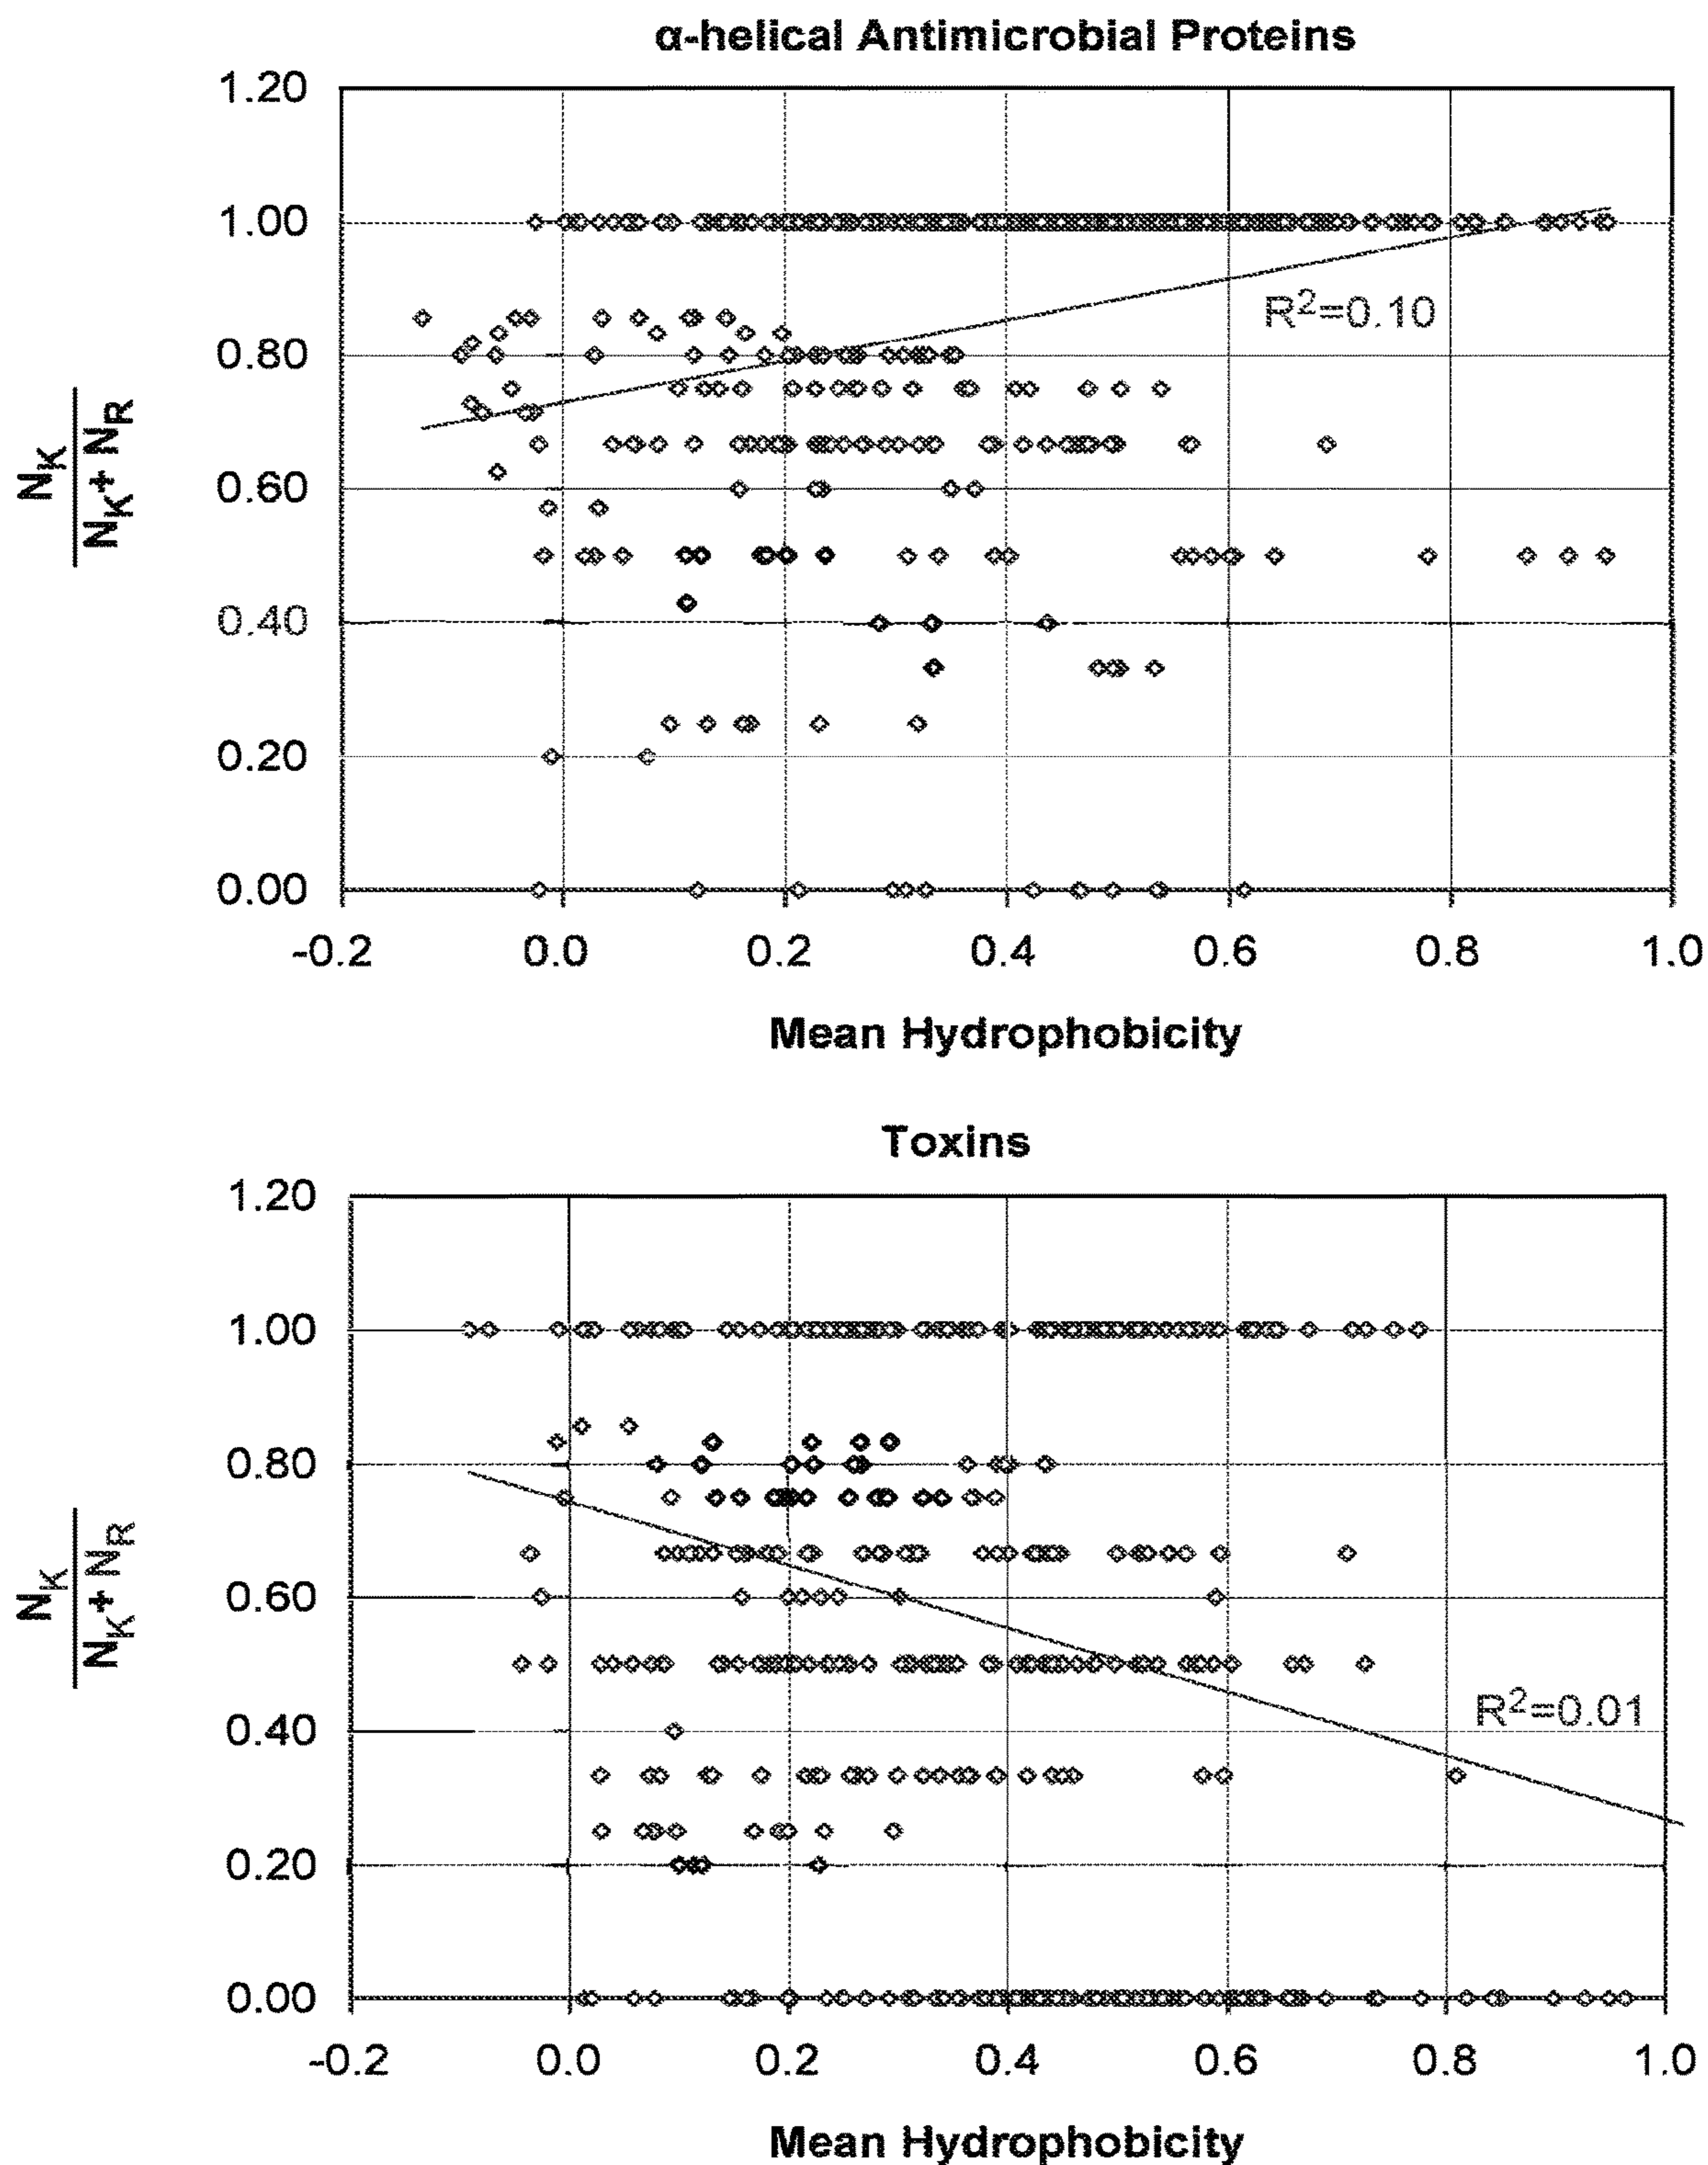 α-helical Antimicrobial Proteins
1.20
1.00
0.80
0.60
0.40
0.20
0.00
N_K
N_K + N_R
R²=0.10
-0.2 0.0 0.2 0.4 0.6 0.8 1.0
Mean Hydrophobicity
Toxins
1.20
1.00
0.80
0.60
0.40
0.20
0.00
N_K
N_K + N_R
R²=0.01
-0.2 0.0 0.2 0.4 0.6 0.8 1.0
Mean Hydrophobicity